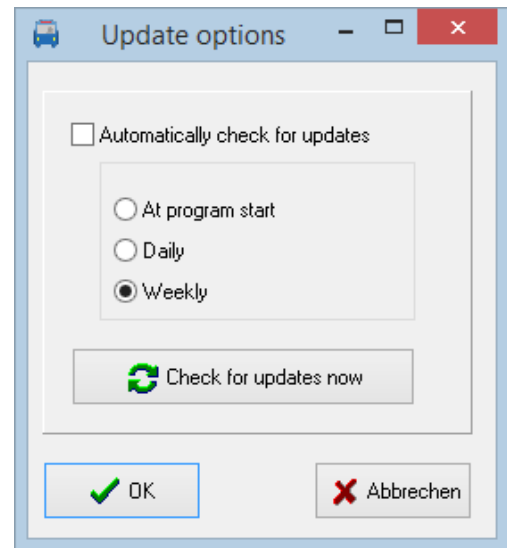 Update options
Automatically check for updates
At program start
Daily
Weekly
Check for updates now
OK
Abbrechen